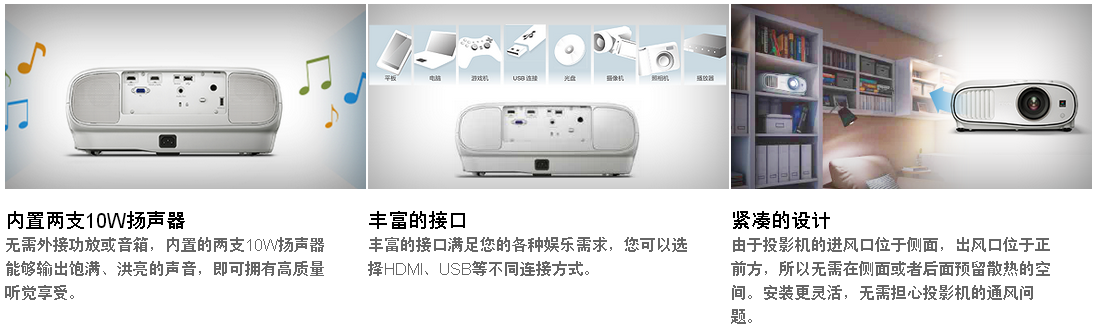 平板
电脑
游戏机
USB 连接
光盘
摄像机
照相机
播放器
内置两支10W扬声器
无需外接功放或音箱，内置的两支10W扬声器
能够输出饱满、洪亮的声音，即可拥有高质量
听觉享受。
丰富的接口
丰富的接口满足您的各种娱乐需求，您可以选
择HDMI、USB等不同连接方式。
紧凑的设计
由于投影机的进风口位于侧面，出风口位于正
前方，所以无需在侧面或者后面预留散热的空
间。安装更灵活，无需担心投影机的通风问
题。